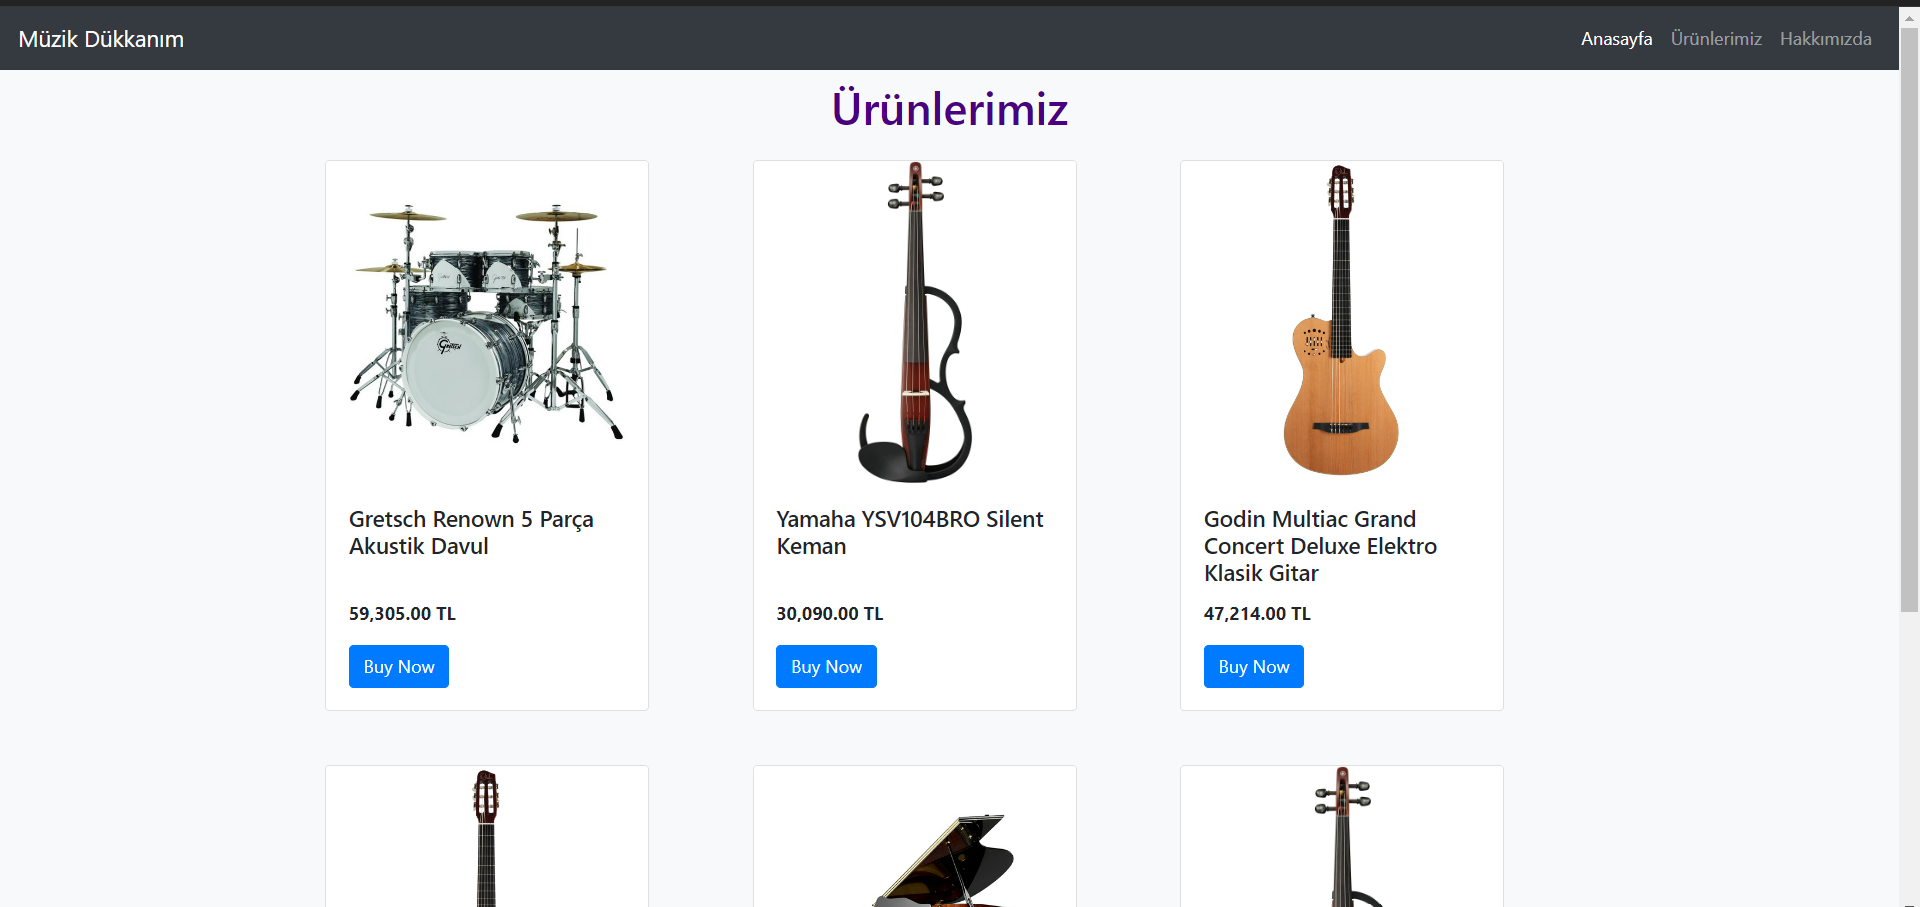 Müzik Dükkanım
Anasayfa Ürünlerimiz Hakkımızda
Ürünlerimiz
Gretsch
Gretsch Renown 5 Parça
Akustik Davul
59,305.00 TL
Buy Now
Yamaha YSV104BRO Silent
Keman
30,090.00 TL
Buy Now
Godin Multiac Grand
Concert Deluxe Elektro
Klasik Gitar
47,214.00 TL
Buy Now